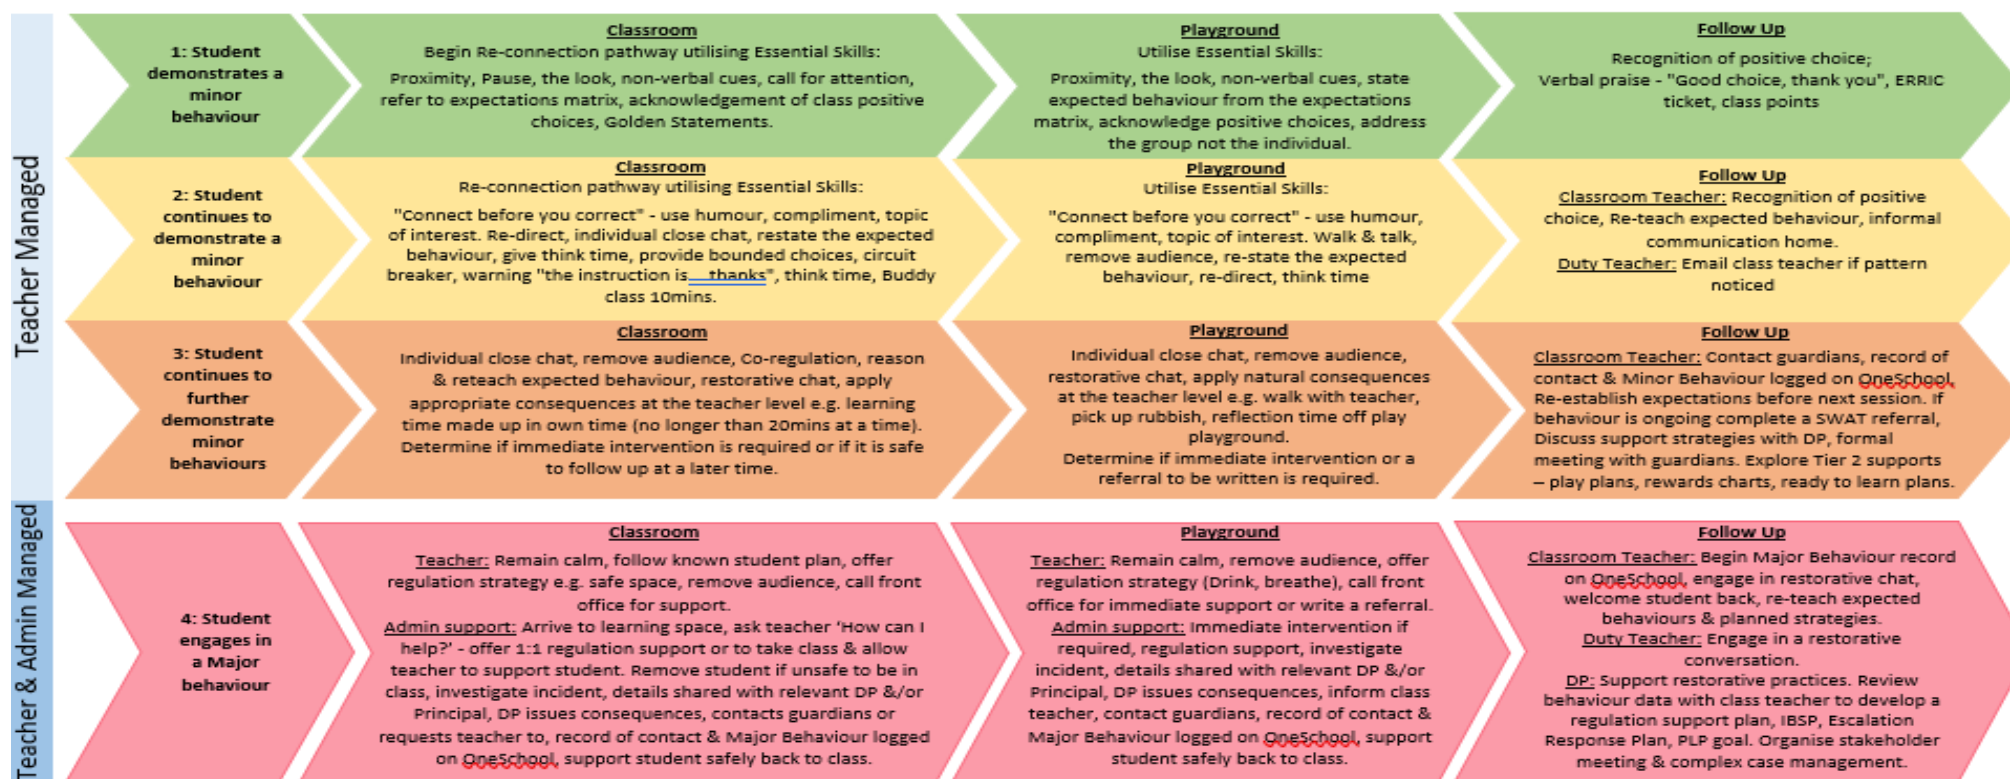 Teacher Managed
1: Student
demonstrates a
minor
behaviour
Classroom
Begin Re-connection pathway utilising Essential Skills:
Proximity, Pause, the look, non-verbal cues, call for attention,
refer to expectations matrix, acknowledgement of class positive
choices, Golden Statements.
Playground
Utilise Essential Skills:
Proximity, the look, non-verbal cues, state
expected behaviour from the expectations
matrix, acknowledge positive choices, address
the group not the individual.
Follow Up
Recognition of positive choice;
Verbal praise - "Good choice, thank you", ERRIC
ticket, class points
2: Student
continues to
demonstrate a
minor
behaviour
Classroom
Re-connection pathway utilising Essential Skills:
"Connect before you correct" - use humour, compliment, topic
of interest. Re-direct, individual close chat, restate the expected
behaviour, give think time, provide bounded choices, circuit
breaker, warning "the instruction is__thanks", think time, Buddy
class 10mins.
Playground
Utilise Essential Skills:
"Connect before you correct" - use humour,
compliment, topic of interest. Walk & talk,
remove audience, re-state the expected
behaviour, re-direct, think time
Follow Up
Classroom Teacher: Recognition of positive
choice, Re-teach expected behaviour, informal
communication home.
Duty Teacher: Email class teacher if pattern
noticed
3: Student
continues to
further
demonstrate
minor
behaviours
Classroom
Individual close chat, remove audience, Co-regulation, reason
& reteach expected behaviour, restorative chat, apply
appropriate consequences at the teacher level e.g. learning
time made up in own time (no longer than 20mins at a time).
Determine if immediate intervention is required or if it is safe
to follow up at a later time.
Playground
Individual close chat, remove audience,
restorative chat, apply natural consequences
at the teacher level e.g. walk with teacher,
pick up rubbish, reflection time off play
playground.
Determine if immediate intervention or a
referral to be written is required.
Follow Up
Classroom Teacher: Contact guardians, record of
contact & Minor Behaviour logged on OneSchool.
Re-establish expectations before next session. If
behaviour is ongoing complete a SWAT referral,
Discuss support strategies with DP, formal
meeting with guardians. Explore Tier 2 supports
– play plans, rewards charts, ready to learn plans.
Teacher & Admin Managed
4: Student
engages in
a Major
behaviour
Classroom
Teacher: Remain calm, follow known student plan, offer
regulation strategy e.g. safe space, remove audience, call front
office for support.
Admin support: Arrive to learning space, ask teacher ‘How can I
help?’ - offer 1:1 regulation support or to take class & allow
teacher to support student. Remove student if unsafe to be in
class, investigate incident, details shared with relevant DP &/or
Principal, DP issues consequences, contacts guardians or
requests teacher to, record of contact & Major Behaviour logged
on OneSchool, support student safely back to class.
Playground
Teacher: Remain calm, remove audience, offer
regulation strategy (Drink, breathe), call front
office for immediate support or write a referral.
Admin support: Immediate intervention if
required, regulation support, investigate
incident, details shared with relevant DP &/or
Principal, DP issues consequences, inform class
teacher, contact guardians, record of contact &
Major Behaviour logged on OneSchool, support
student safely back to class.
Follow Up
Classroom Teacher: Begin Major Behaviour record
on OneSchool, engage in restorative chat,
welcome student back, re-teach expected
behaviours & planned strategies.
Duty Teacher: Engage in a restorative
conversation.
DP: Support restorative practices. Review
behaviour data with class teacher to develop a
regulation support plan, IBSP, Escalation
Response Plan, PLP goal. Organise stakeholder
meeting & complex case management.